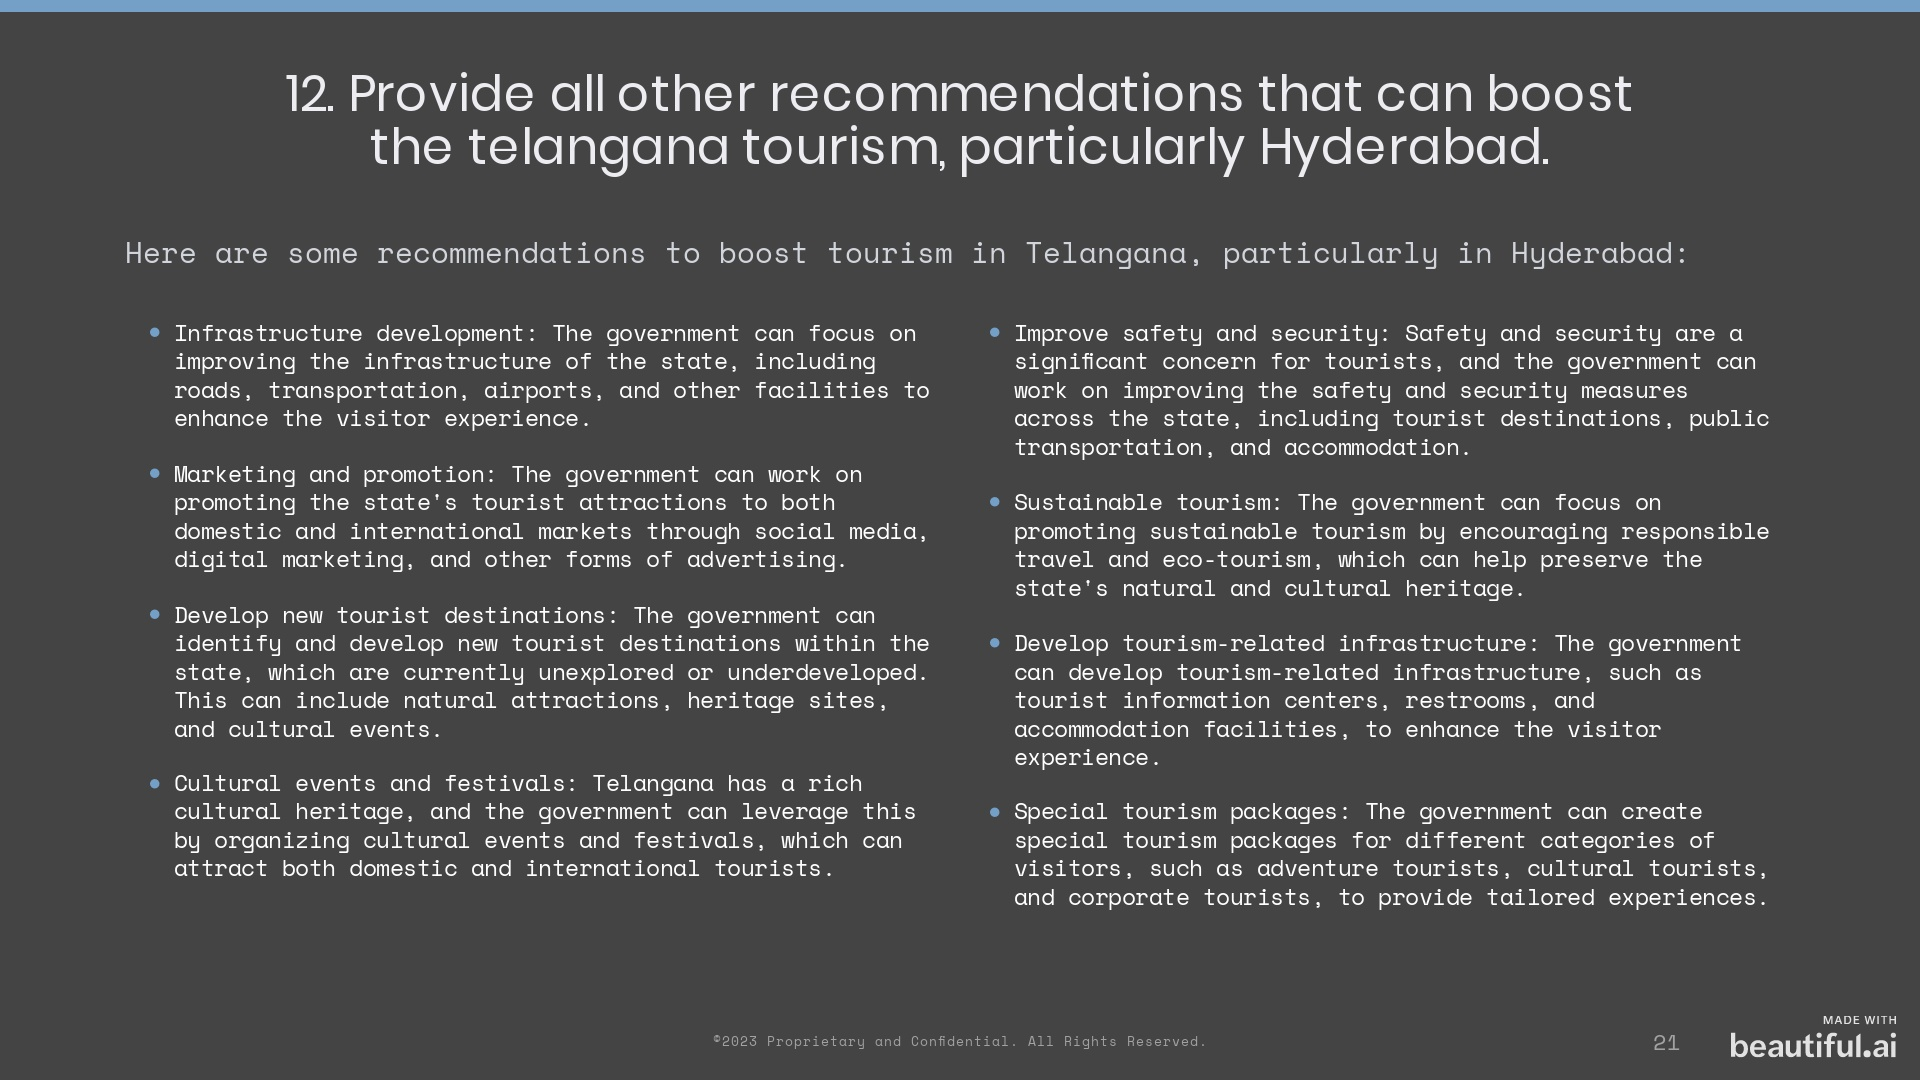 12. Provide all other recommendations that can boost
the telangana tourism, particularly Hyderabad.
Here are some recommendations to boost tourism in Telangana, particularly in Hyderabad:
Infrastructure development: The government can focus on
improving the infrastructure of the state, including
roads, transportation, airports, and other facilities to
enhance the visitor experience.
Marketing and promotion: The government can work on
promoting the state's tourist attractions to both
domestic and international markets through social media,
digital marketing, and other forms of advertising.
Develop new tourist destinations: The government can
identify and develop new tourist destinations within the
state, which are currently unexplored or underdeveloped.
This can include natural attractions, heritage sites,
and cultural events.
Cultural events and festivals: Telangana has a rich
cultural heritage, and the government can leverage this
by organizing cultural events and festivals, which can
attract both domestic and international tourists.
Improve safety and security: Safety and security are a
significant concern for tourists, and the government can
work on improving the safety and security measures
across the state, including tourist destinations, public
transportation, and accommodation.
Sustainable tourism: The government can focus on
promoting sustainable tourism by encouraging responsible
travel and eco-tourism, which can help preserve the
state's natural and cultural heritage.
Develop tourism-related infrastructure: The government
can develop tourism-related infrastructure, such as
tourist information centers, restrooms, and
accommodation facilities, to enhance the visitor
experience.
Special tourism packages: The government can create
special tourism packages for different categories of
visitors, such as adventure tourists, cultural tourists,
and corporate tourists, to provide tailored experiences.
©2023 Proprietary and Confidential. All Rights Reserved.
21
MADE WITH
beautiful.ai